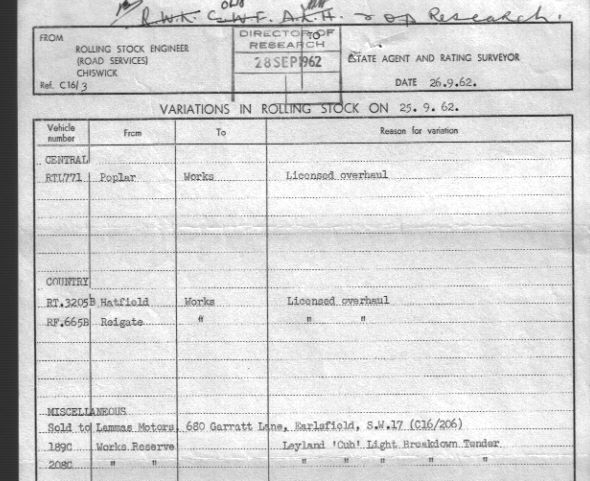 R.W.K. C.W.F. A.K.H. op Research.
FROM
ROLLING STOCK ENGINEER
(ROAD SERVICES)
CHISWICK
Ref. C16/3
DIRECTOR OF
RESEARCH
28 SEP 1962
TO
ESTATE AGENT AND RATING SURVEYOR
DATE 26.9.62.
VARIATIONS IN ROLLING STOCK ON 25. 9. 62.
Vehicle number From To Reason for variation
CENTRAL
RTL771 Poplar Works Licensed overhaul
COUNTRY
RT.3205B Hatfield Works Licensed overhaul
RF.665B Reigate " " "
MISCELLANEOUS
Sold to Lammas Motors, 680 Garratt Lane, Earlsfield, S.W.17 (C16/206)
189C Works Reserve Leyland 'Cub' Light Breakdown Tender
208C " " " " " " "